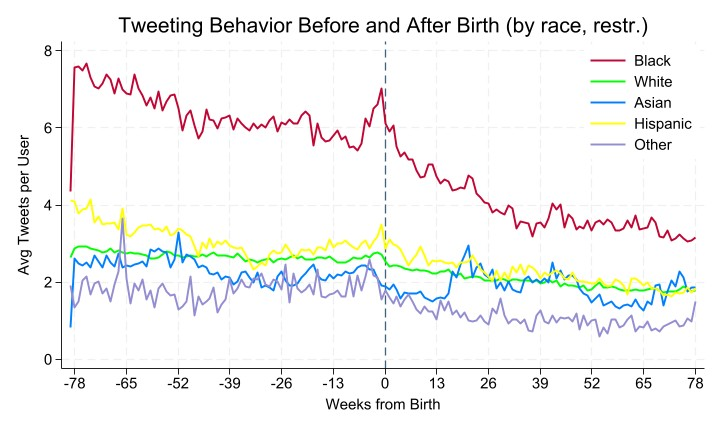 Tweeting Behavior Before and After Birth (by race, restr.)
8
6
4
2
0
Avg Tweets per User
Black
White
Asian
Hispanic
Other
-78 -65 -52 -39 -26 -13 0 13 26 39 52 65 78
Weeks from Birth